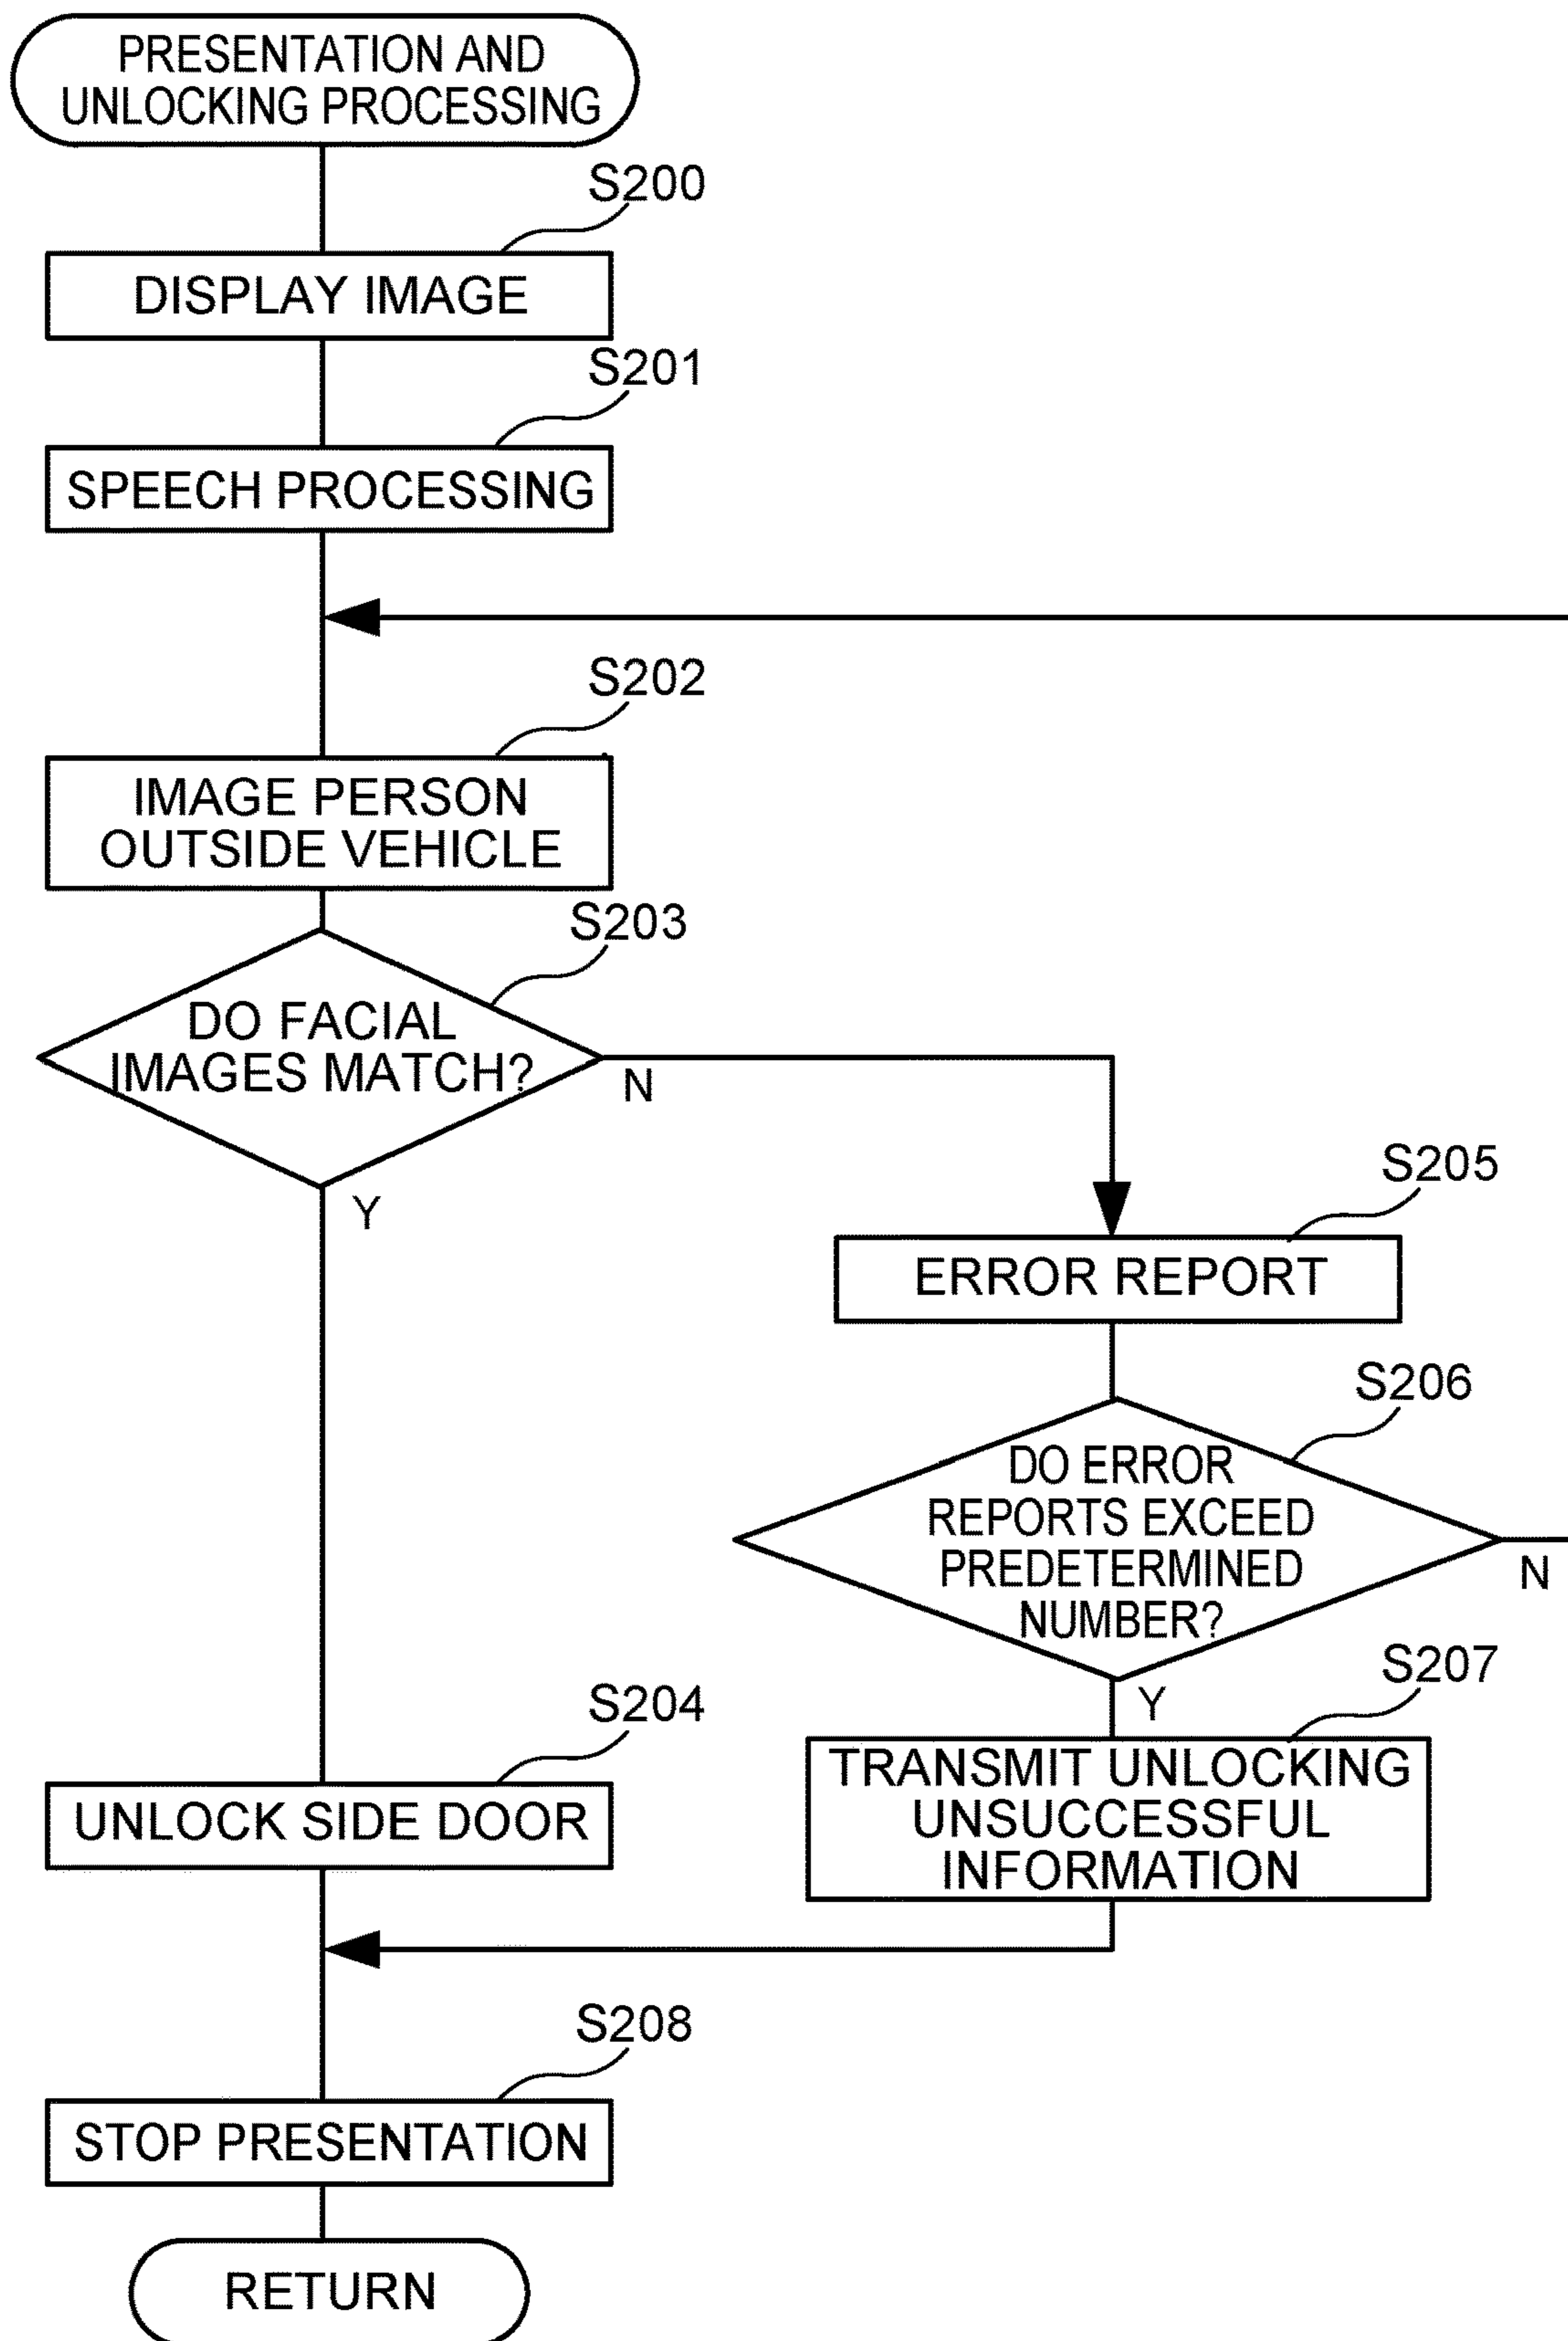 PRESENTATION AND
UNLOCKING PROCESSING
S200
DISPLAY IMAGE
S201
SPEECH PROCESSING
S202
IMAGE PERSON
OUTSIDE VEHICLE
S203
DO FACIAL
IMAGES MATCH?
N
Y
S205
ERROR REPORT
S206
DO ERROR
REPORTS EXCEED
PREDETERMINED
NUMBER?
N
Y
S207
TRANSMIT UNLOCKING
UNSUCCESSFUL
INFORMATION
S204
UNLOCK SIDE DOOR
S208
STOP PRESENTATION
RETURN